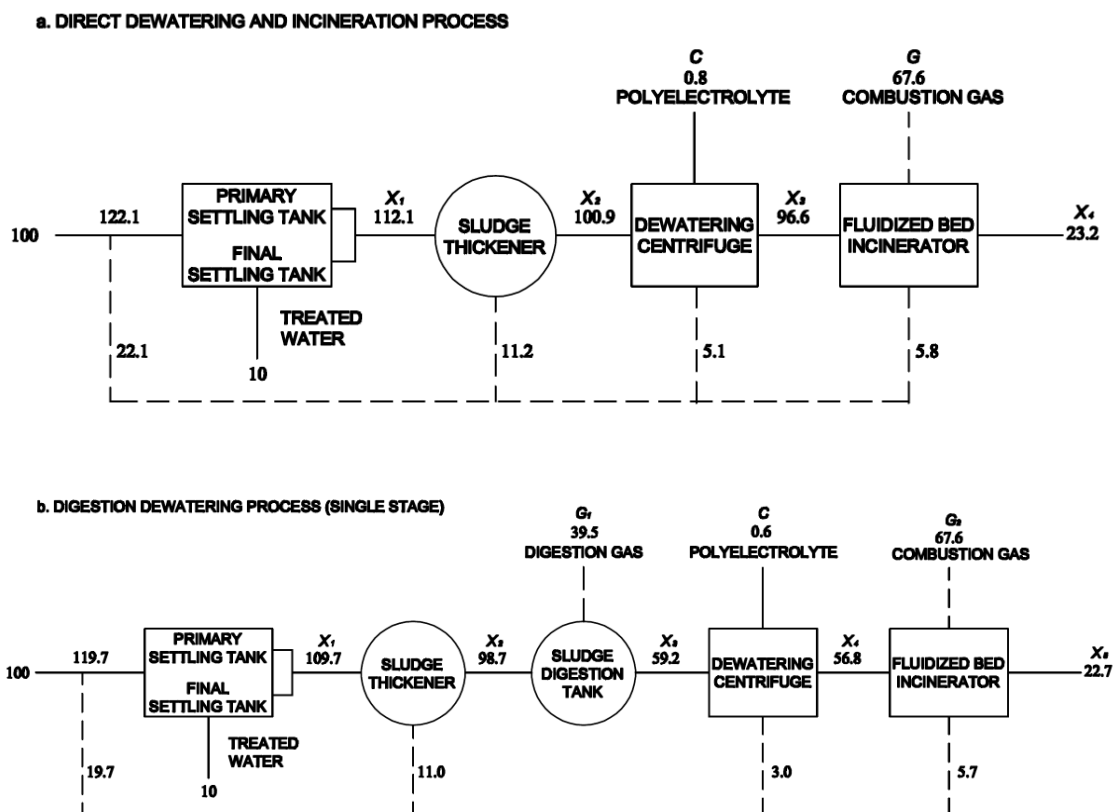 a. DIRECT DEWATERING AND INCINERATION PROCESS
C
0.8
POLYELECTROLYTE
G
67.6
COMBUSTION GAS
100
122.1
PRIMARY
SETTLING TANK
FINAL
SETTLING TANK
X₁
112.1
SLUDGE
THICKENER
X₂
100.9
DEWATERING
CENTRIFUGE
X₃
96.6
FLUIDIZED BED
INCINERATOR
X₄
23.2
TREATED
WATER
22.1
10
11.2
5.1
5.8
b. DIGESTION DEWATERING PROCESS (SINGLE STAGE)
G₁
39.5
DIGESTION GAS
C
0.6
POLYELECTROLYTE
G₂
67.6
COMBUSTION GAS
100
119.7
PRIMARY
SETTLING TANK
FINAL
SETTLING TANK
X₁
109.7
SLUDGE
THICKENER
X₂
98.7
SLUDGE
DIGESTION
TANK
X₃
59.2
DEWATERING
CENTRIFUGE
X₄
56.8
FLUIDIZED BED
INCINERATOR
X₅
22.7
TREATED
WATER
19.7
10
11.0
3.0
5.7